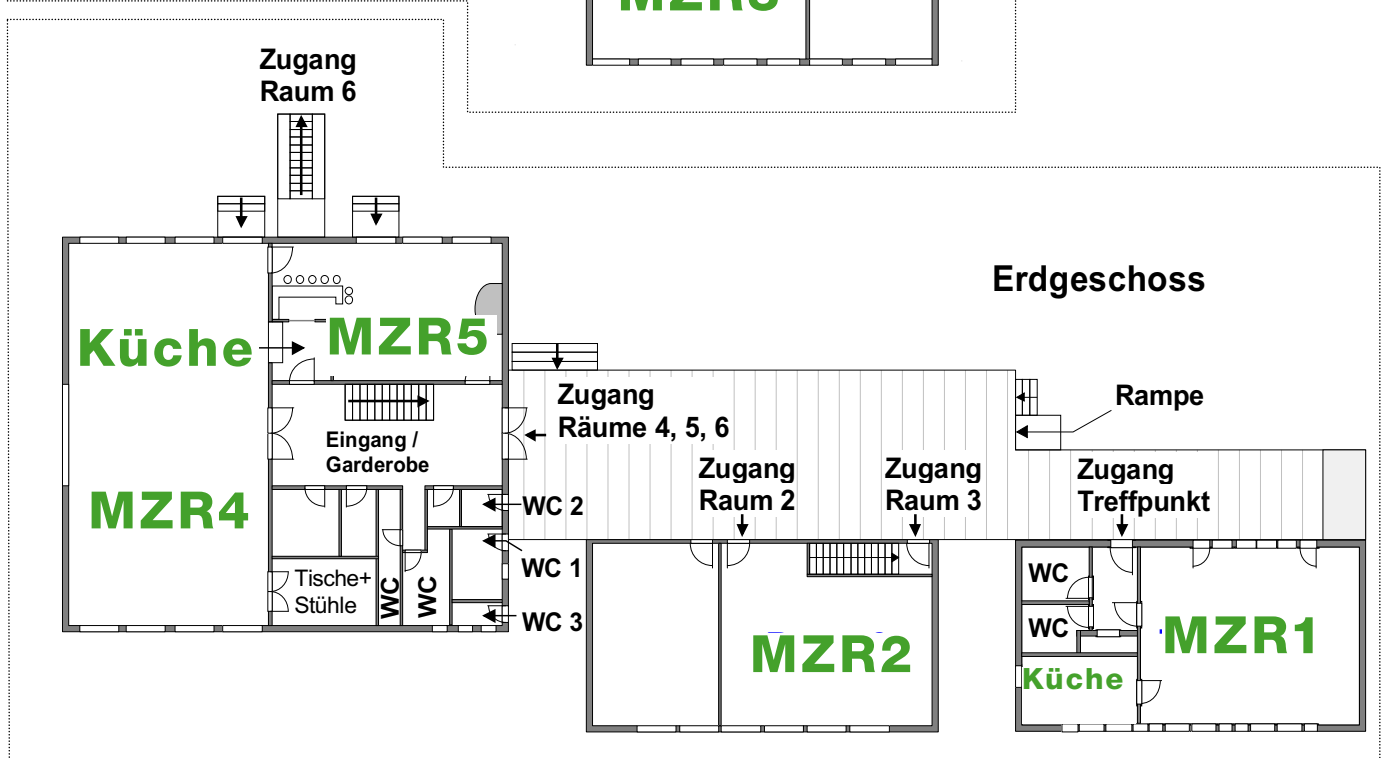 MZR3
Zugang
Raum 6
Erdgeschoss
Küche
MZR5
Zugang
Räume 4, 5, 6
Rampe
Eingang /
Garderobe
Zugang
Raum 2
Zugang
Raum 3
Zugang
Treffpunkt
MZR4
WC 2
WC 1
WC 3
Tische+
Stühle
WC
WC
MZR2
WC
WC
MZR1
Küche